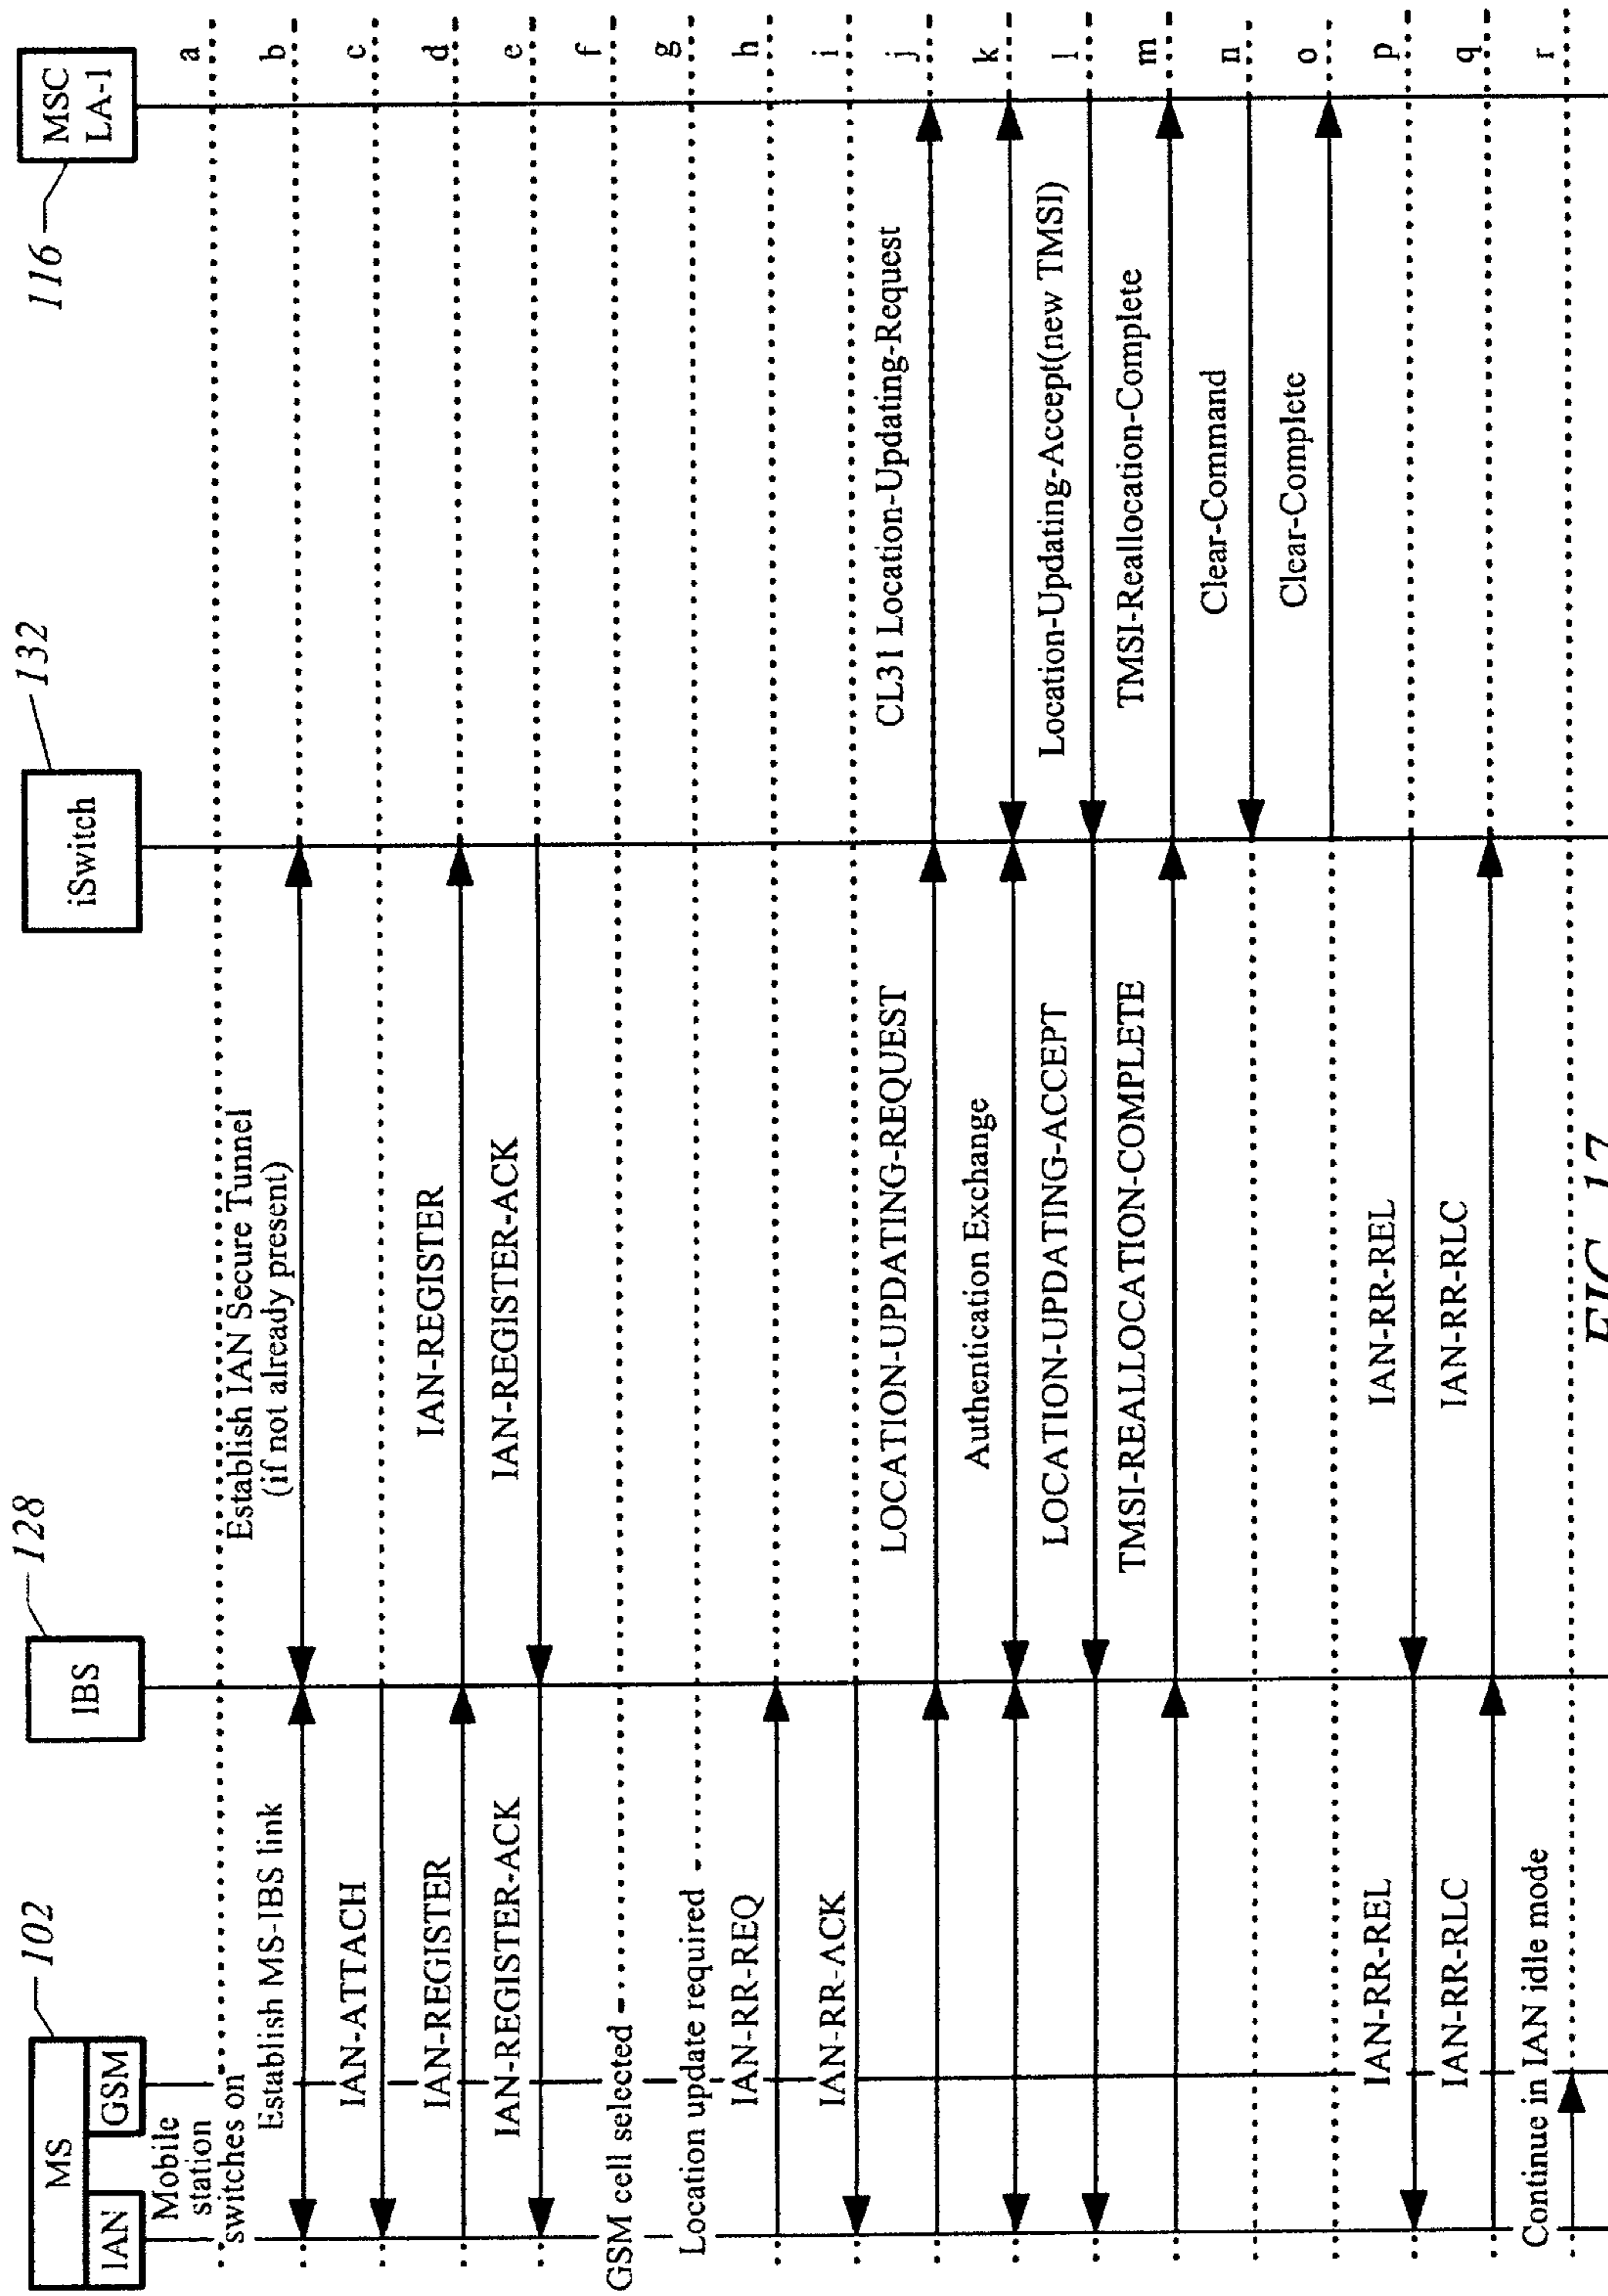 102
128
132
116
MS
IAN
GSM
IBS
iSwitch
MSC
LA-1
Mobile
station
switches on
a
Establish MS-IBS link
Establish IAN Secure Tunnel
(if not already present)
b
IAN-ATTACH
c
IAN-REGISTER
IAN-REGISTER
d
IAN-REGISTER-ACK
IAN-REGISTER-ACK
e
GSM cell selected
f
Location update required
g
IAN-RR-REQ
h
IAN-RR-ACK
i
LOCATION-UPDATING-REQUEST
CL31 Location-Updating-Request
j
Authentication Exchange
k
LOCATION-UPDATING-ACCEPT
Location-Updating-Accept(new TMSI)
l
TMSI-REALLOCATION-COMPLETE
TMSI-Reallocation-Complete
m
Clear-Command
n
Clear-Complete
o
IAN-RR-REL
IAN-RR-REL
p
IAN-RR-RLC
IAN-RR-RLC
q
Continue in IAN idle mode
r
FIG. 17